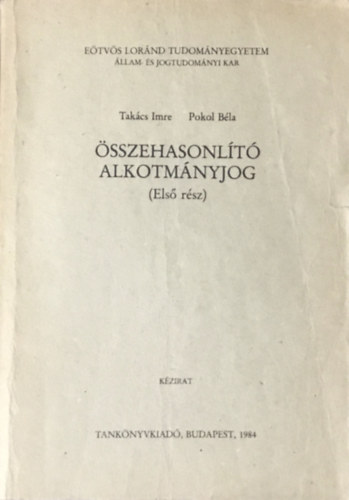 EÖTVÖS LORÁND TUDOMÁNYEGYETEM
ÁLLAM- ÉS JOGTUDOMÁNYI KAR
Takács Imre Pokol Béla
ÖSSZEHASONLÍTÓ
ALKOTMÁNYJOG
(Első rész)
KÉZIRAT
TANKÖNYVKIADÓ, BUDAPEST, 1984